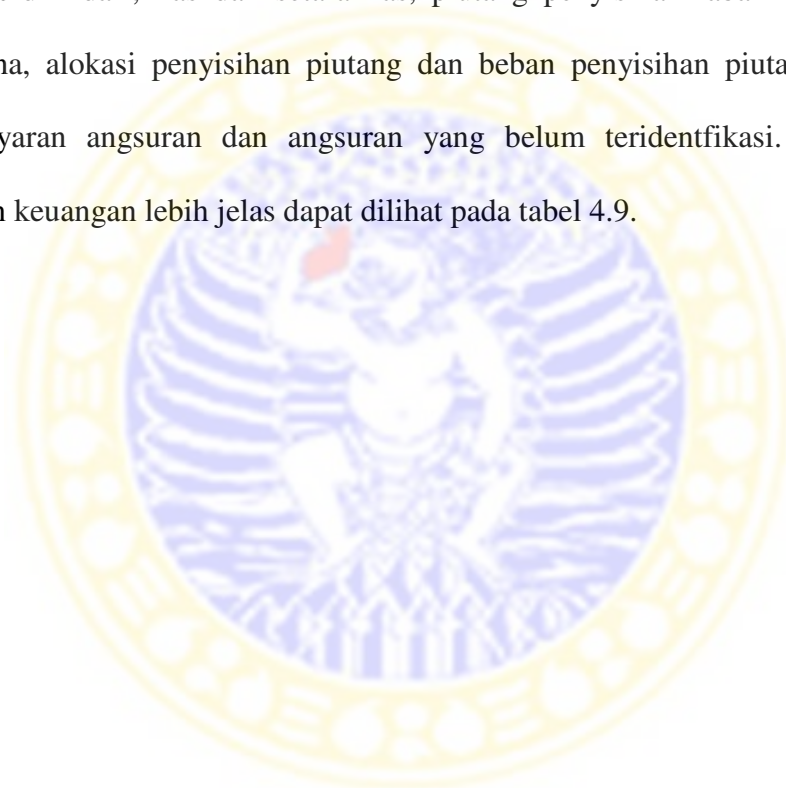 na, alokasi penyisihan piutang dan beban penyisihan piuta
yaran angsuran dan angsuran yang belum teridentfikasi.
n keuangan lebih jelas dapat dilihat pada tabel 4.9.